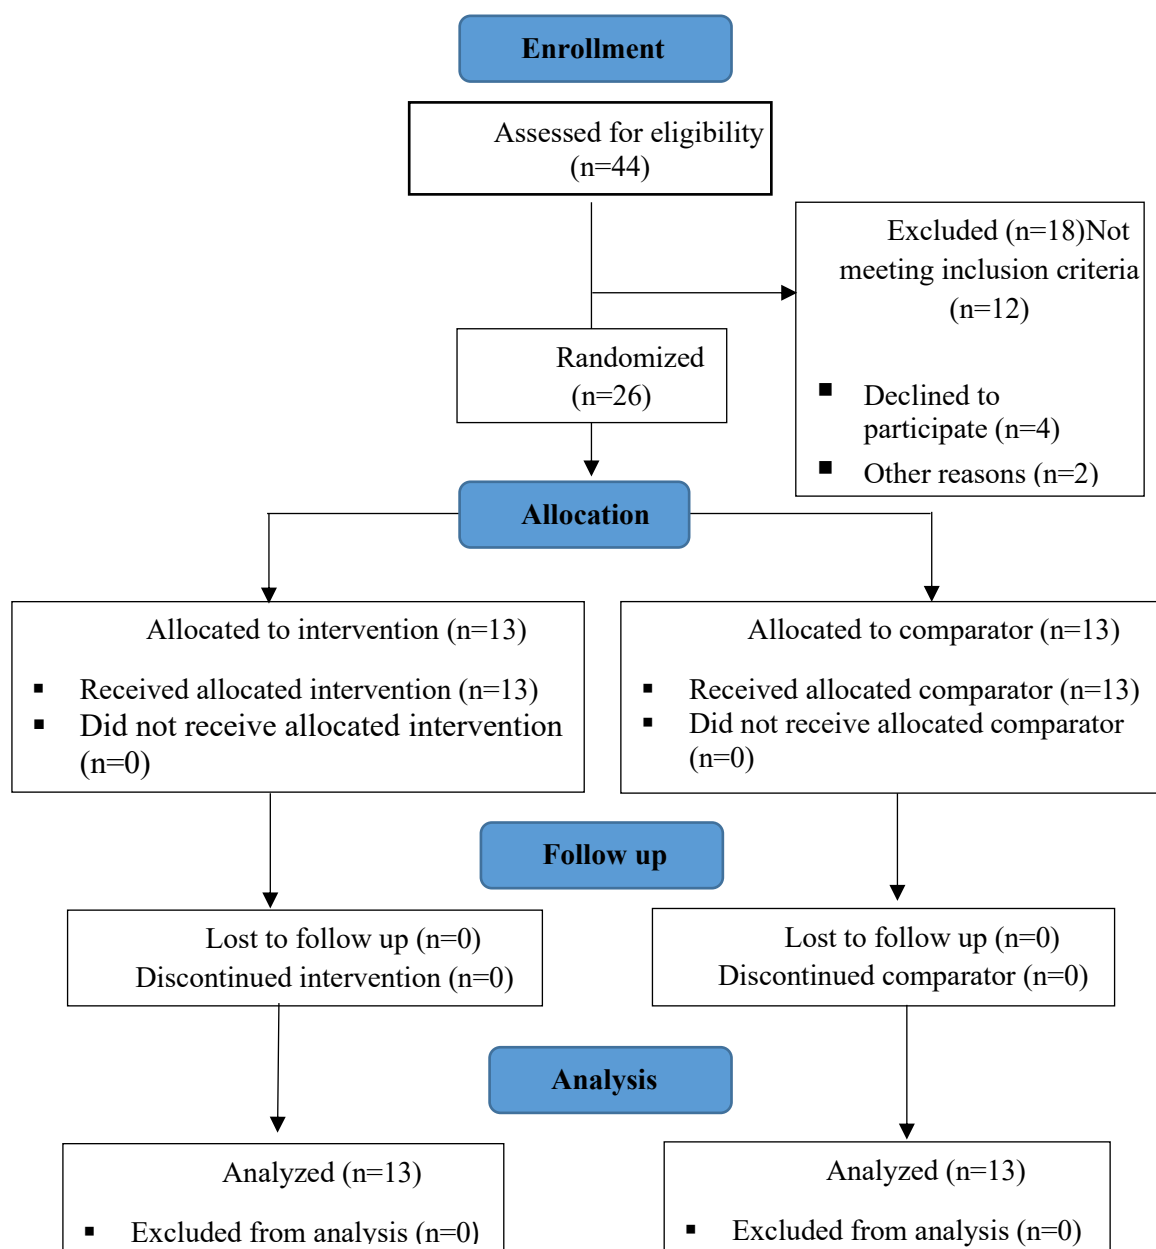 Enrollment
Assessed for eligibility
(n=44)
Excluded (n=18)Not
meeting inclusion criteria
(n=12)
▪ Declined to
participate (n=4)
▪ Other reasons (n=2)
Randomized
(n=26)
Allocation
Allocated to intervention (n=13)
▪ Received allocated intervention (n=13)
▪ Did not receive allocated intervention
(n=0)
Allocated to comparator (n=13)
▪ Received allocated comparator (n=13)
▪ Did not receive allocated comparator
(n=0)
Follow up
Lost to follow up (n=0)
Discontinued intervention (n=0)
Lost to follow up (n=0)
Discontinued comparator (n=0)
Analysis
Analyzed (n=13)
▪ Excluded from analysis (n=0)
Analyzed (n=13)
▪ Excluded from analysis (n=0)